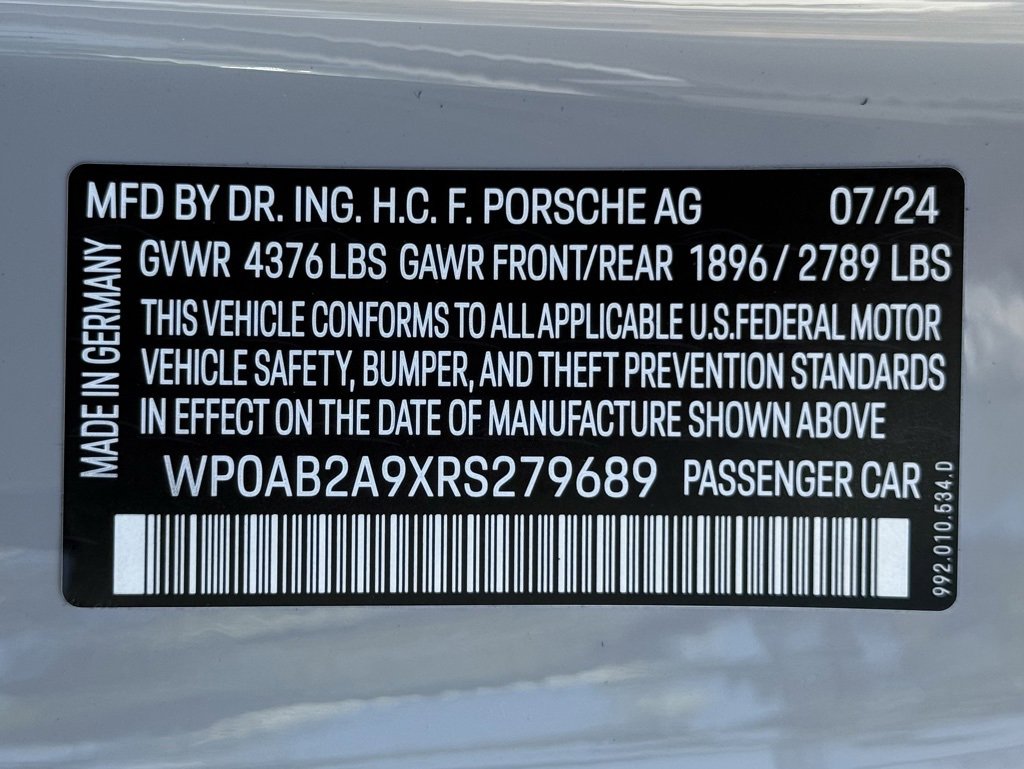 MFD BY DR. ING. H.C. F. PORSCHE AG 07/24
MADE IN GERMANY
GVWR 4376 LBS GAWR FRONT/REAR 1896 / 2789 LBS
THIS VEHICLE CONFORMS TO ALL APPLICABLE U.S.FEDERAL MOTOR
VEHICLE SAFETY, BUMPER, AND THEFT PREVENTION STANDARDS
IN EFFECT ON THE DATE OF MANUFACTURE SHOWN ABOVE
WP0AB2A9XRS279689 PASSENGER CAR
992.010.534.D